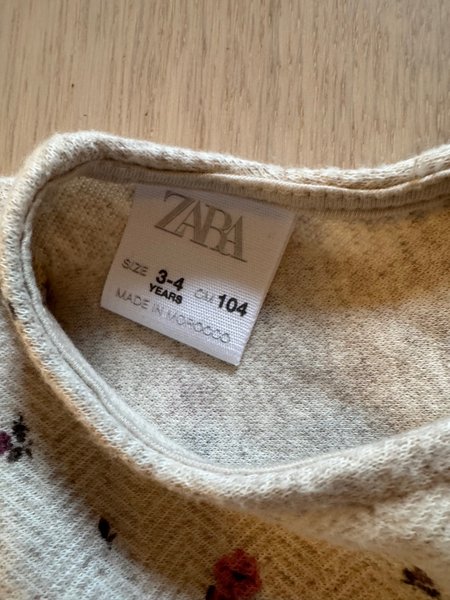 ZARA
SIZE 3-4 YEARS CM 104
MADE IN MOROCCO